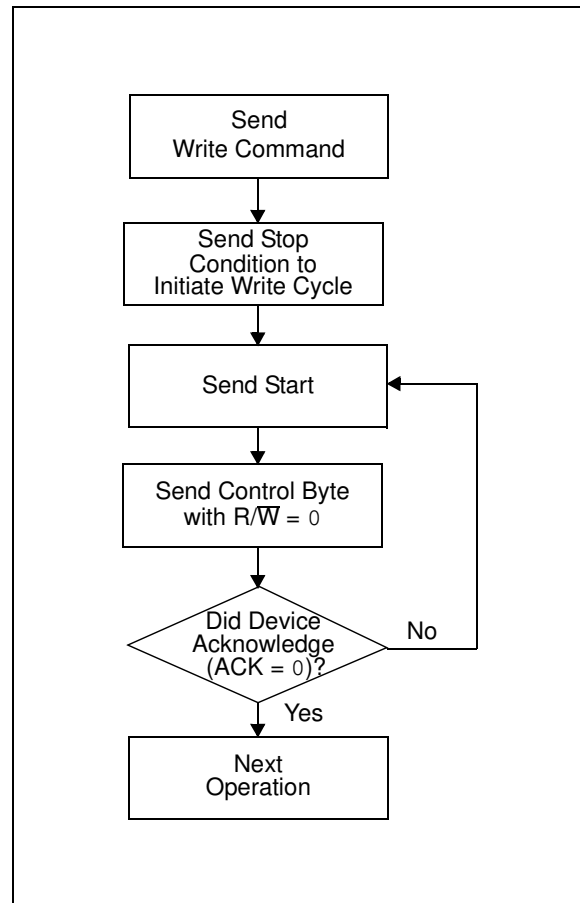 Send
Write Command
Send Stop
Condition to
Initiate Write Cycle
Send Start
Send Control Byte
with R/W̅ = 0
Did Device
Acknowledge
(ACK = 0)?
No
Yes
Next
Operation